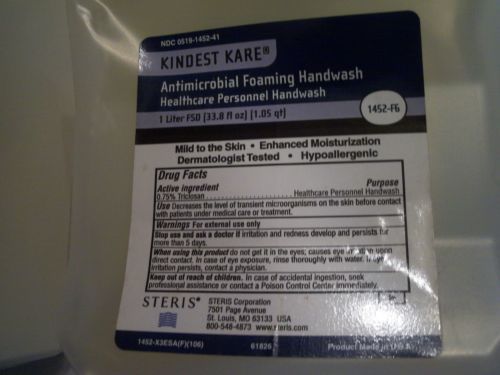 NDC 0519-1452-41
KINDEST KARE®
Antimicrobial Foaming Handwash
Healthcare Personnel Handwash
1 Liter FSD (33.8 fl oz) (1.05 qt)
1452-F6
Mild to the Skin • Enhanced Moisturization
Dermatologist Tested • Hypoallergenic
Drug Facts
Active ingredient Purpose
0.75% Triclosan Healthcare Personnel Handwash
Use Decreases the level of transient microorganisms on the skin before contact
with patients under medical care or treatment.
Warnings For external use only
Stop use and ask a doctor if irritation and redness develop and persists for
more than 5 days.
When using this product do not get it in the eyes, causes eye irritation upon
direct contact. In case of eye exposure, rinse thoroughly with water. If eye
irritation persists, contact a physician.
Keep out of reach of children. In case of accidental ingestion, seek
professional assistance or contact a Poison Control Center immediately.
STERIS®
STERIS Corporation
7501 Page Avenue
St. Louis, MO 63133 USA
800-548-4873 www.steris.com
1452-X3ESA(F)(106) 61826 Product Made in U.S.A.